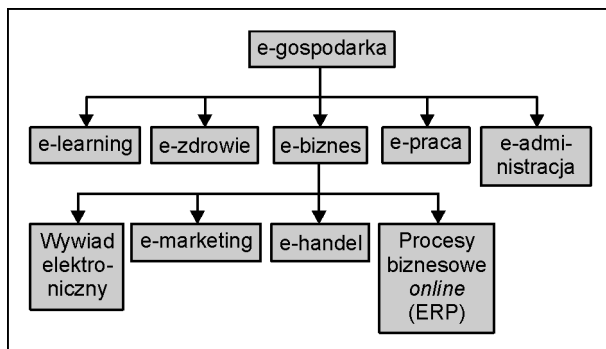 e-gospodarka
e-learning
e-zdrowie
e-biznes
e-praca
e-admi-
nistracja
Wywiad
elektro-
niczny
e-marketing
e-handel
Procesy
biznesowe
online
(ERP)